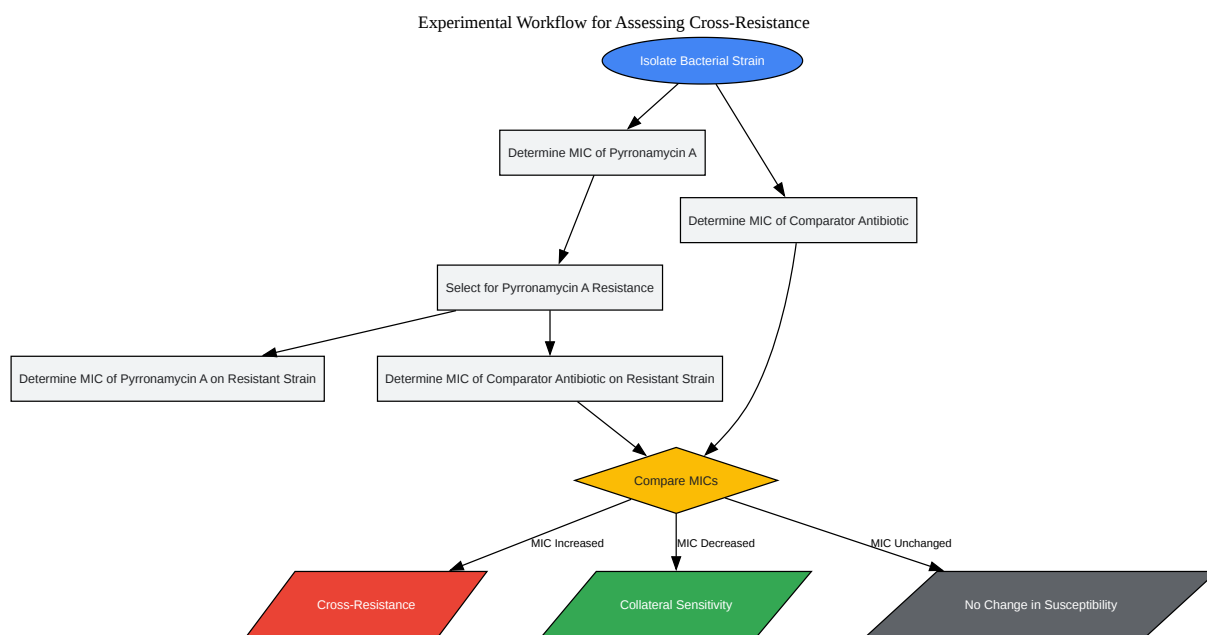 Experimental Workflow for Assessing Cross-Resistance
Isolate Bacterial Strain
Determine MIC of Pyrronamycin A
Determine MIC of Comparator Antibiotic
Select for Pyrronamycin A Resistance
Determine MIC of Pyrronamycin A on Resistant Strain
Determine MIC of Comparator Antibiotic on Resistant Strain
Compare MICs
MIC Increased
MIC Decreased
MIC Unchanged
Cross-Resistance
Collateral Sensitivity
No Change in Susceptibility